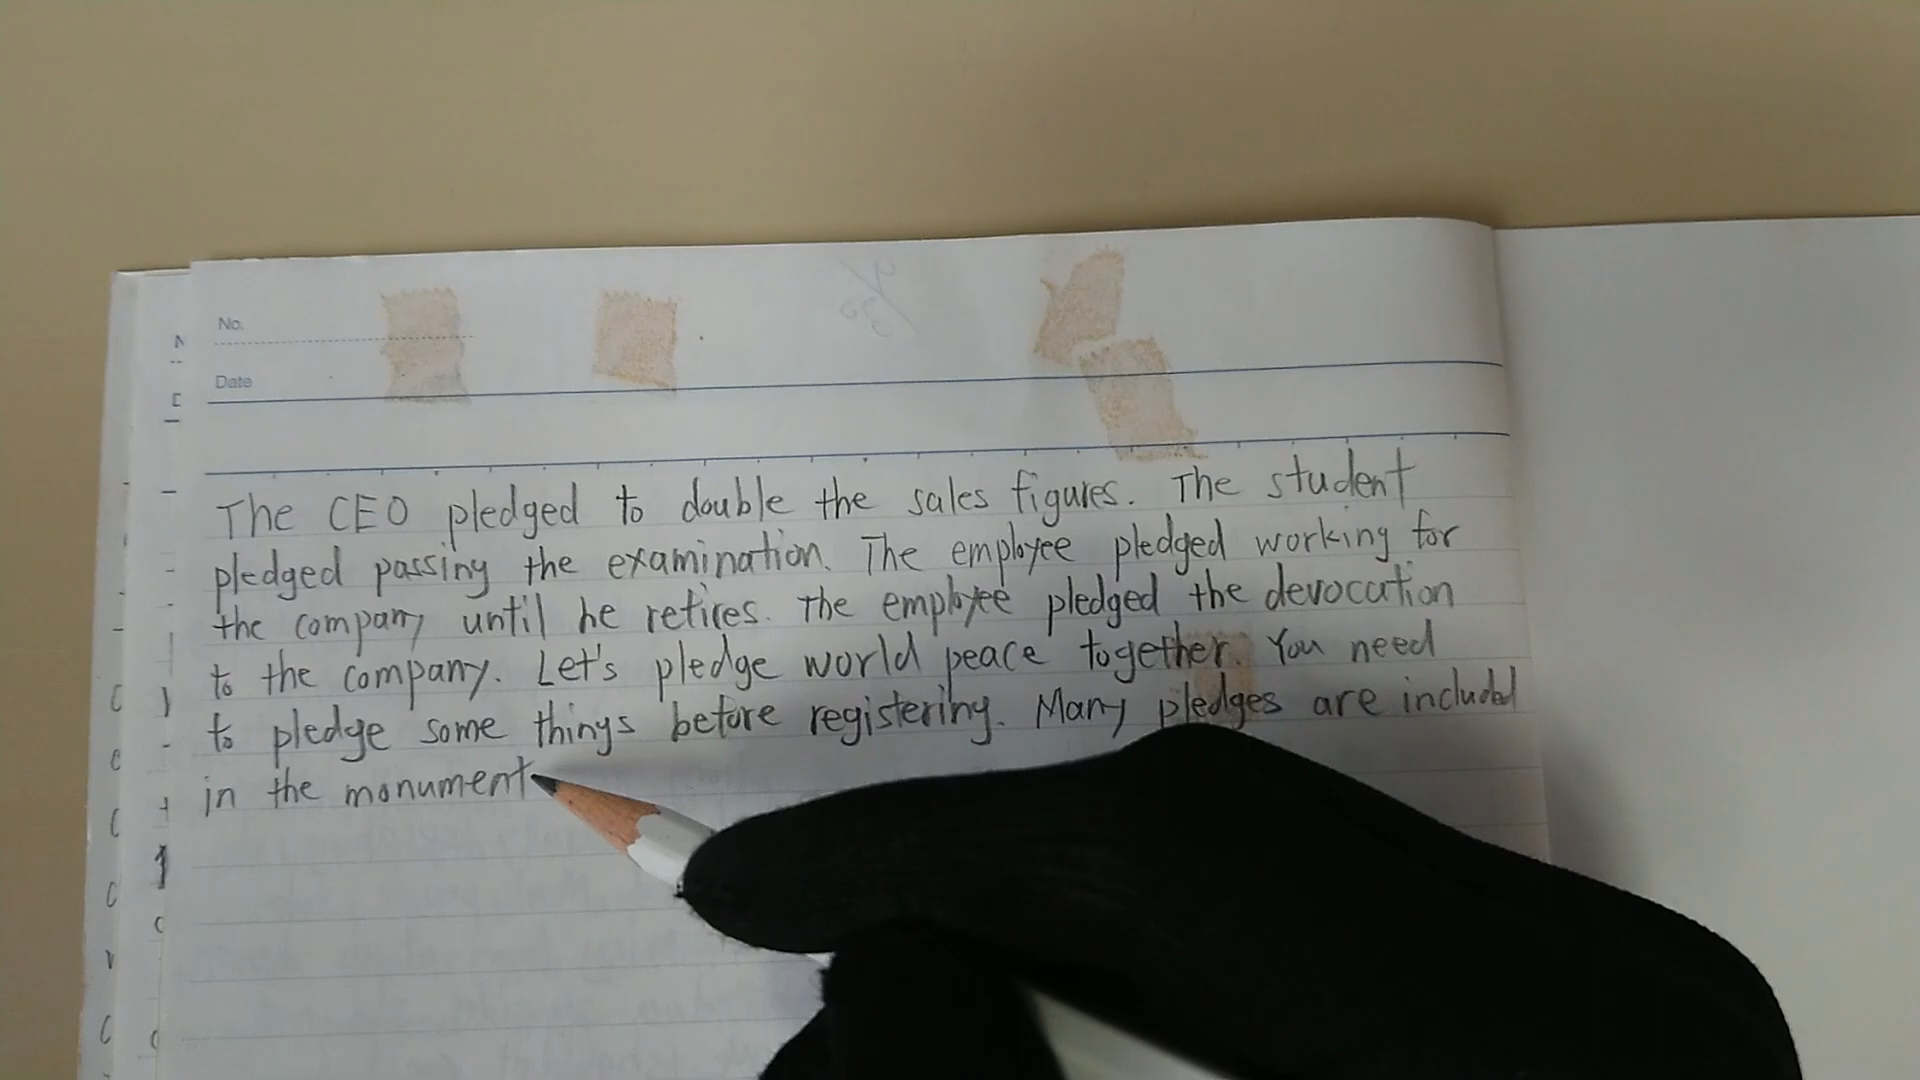 No.
Date
The CEO pledged to double the sales figures. The student
pledged passing the examination. The employee pledged working for
the company until he retires. The employee pledged the devocation
to the company. Let's pledge world peace together. You need
to pledge some things before registering. Many pledges are included
in the monument